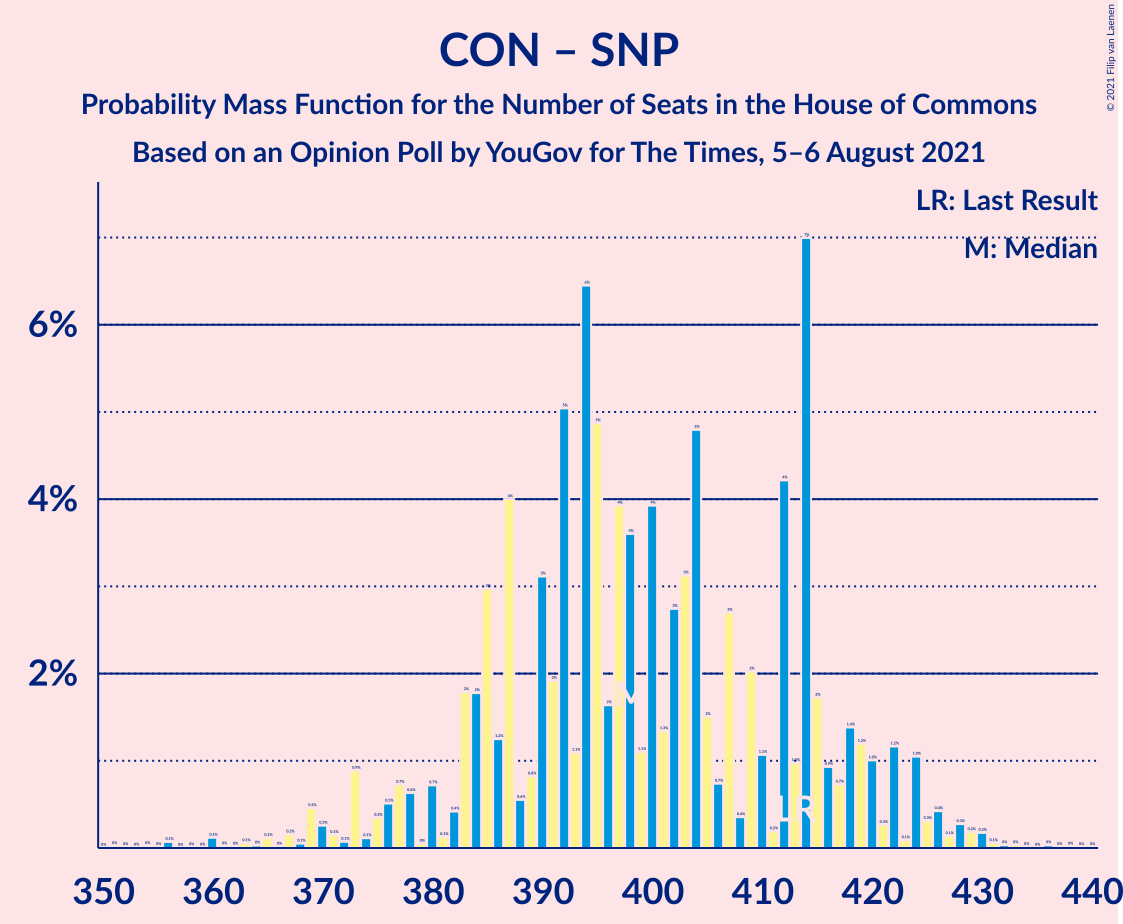 CON – SNP
Probability Mass Function for the Number of Seats in the House of Commons
Based on an Opinion Poll by YouGov for The Times, 5–6 August 2021
© 2021 Filip van Laenen
LR: Last Result
M: Median
6%
4%
2%
M
LR
350 360 370 380 390 400 410 420 430 440